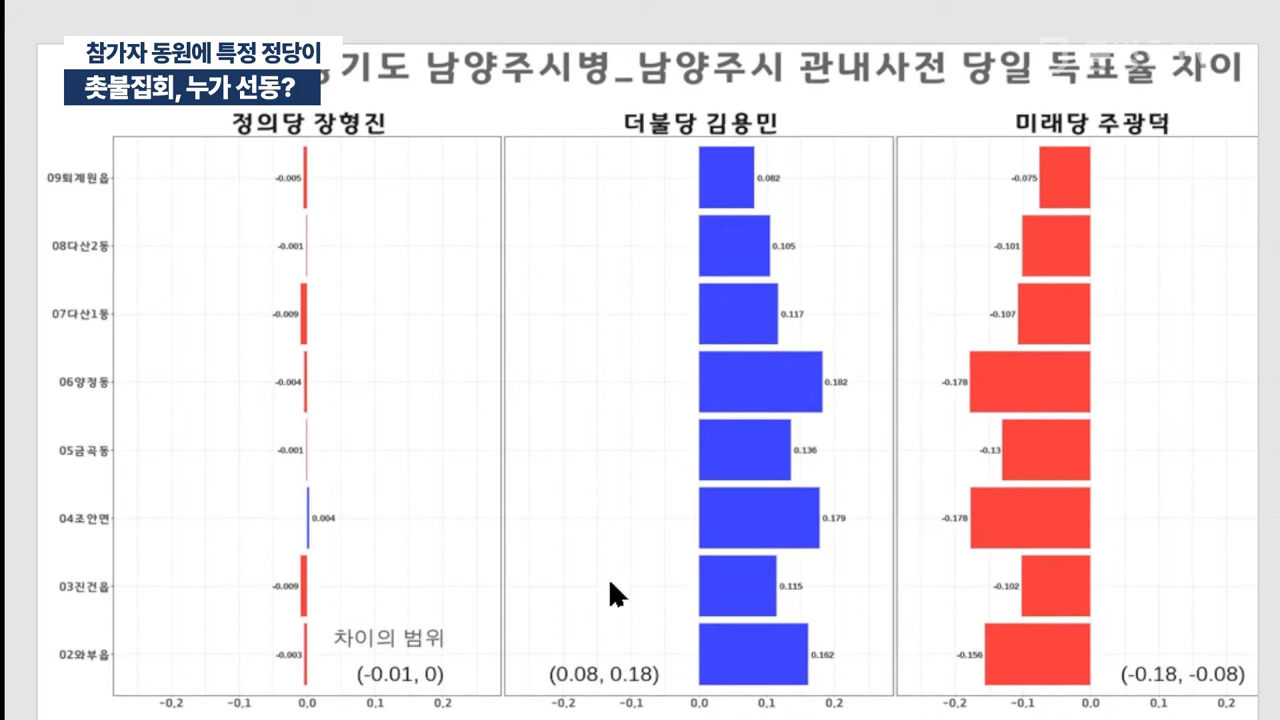 참가자 동원에 특정 정당이
촛불집회, 누가 선동?
기도 남양주시병_남양주시 관내사전 당일 득표율 차이
정의당 장형진 더불당 김용민 미래당 주광덕
09퇴계원읍 -0.005 0.082 -0.075
08다산2동 -0.001 0.105 -0.101
07다산1동 -0.009 0.117 -0.107
06양정동 -0.004 0.182 -0.178
05금곡동 -0.001 0.136 -0.13
04조안면 0.004 0.179 -0.178
03진건읍 -0.009 0.115 -0.102
02와부읍 -0.003 0.162 -0.156
차이의 범위
(-0.01, 0) (0.08, 0.18) (-0.18, -0.08)
-0.2 -0.1 0.0 0.1 0.2 -0.2 -0.1 0.0 0.1 0.2 -0.2 -0.1 0.0 0.1 0.2